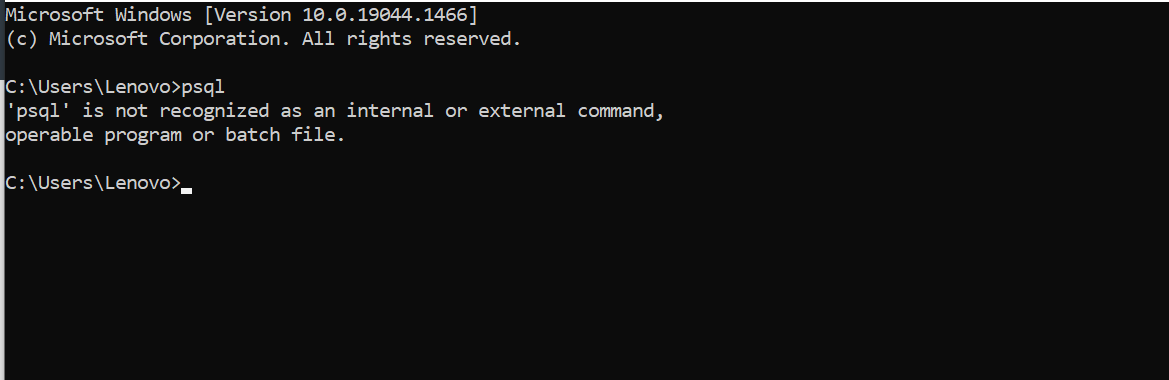 Microsoft Windows [Version 10.0.19044.1466]
(c) Microsoft Corporation. All rights reserved.
C:\Users\Lenovo>psql
'psql' is not recognized as an internal or external command,
operable program or batch file.
C:\Users\Lenovo>